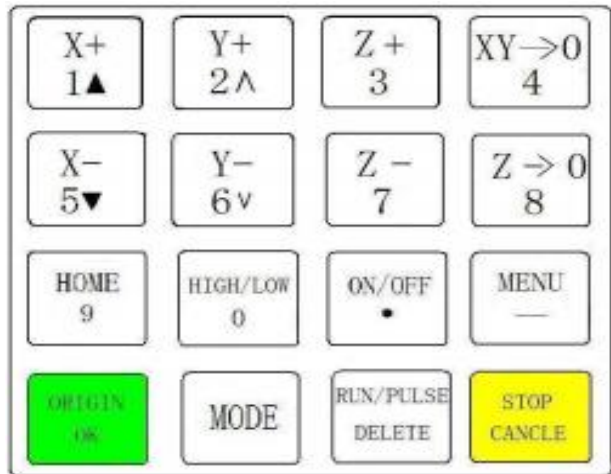 X+ Y+ Z + XY->0
1▲ 2∧ 3 4
X- Y- Z - Z -> 0
5▼ 6∨ 7 8
HOME HIGH/LOW ON/OFF MENU
9 0 • —
ORIGIN MODE RUN/PULSE STOP
OK DELETE CANCLE